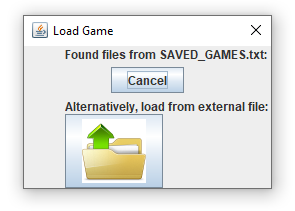 Load Game
Found files from SAVED_GAMES.txt:
Cancel
Alternatively, load from external file: